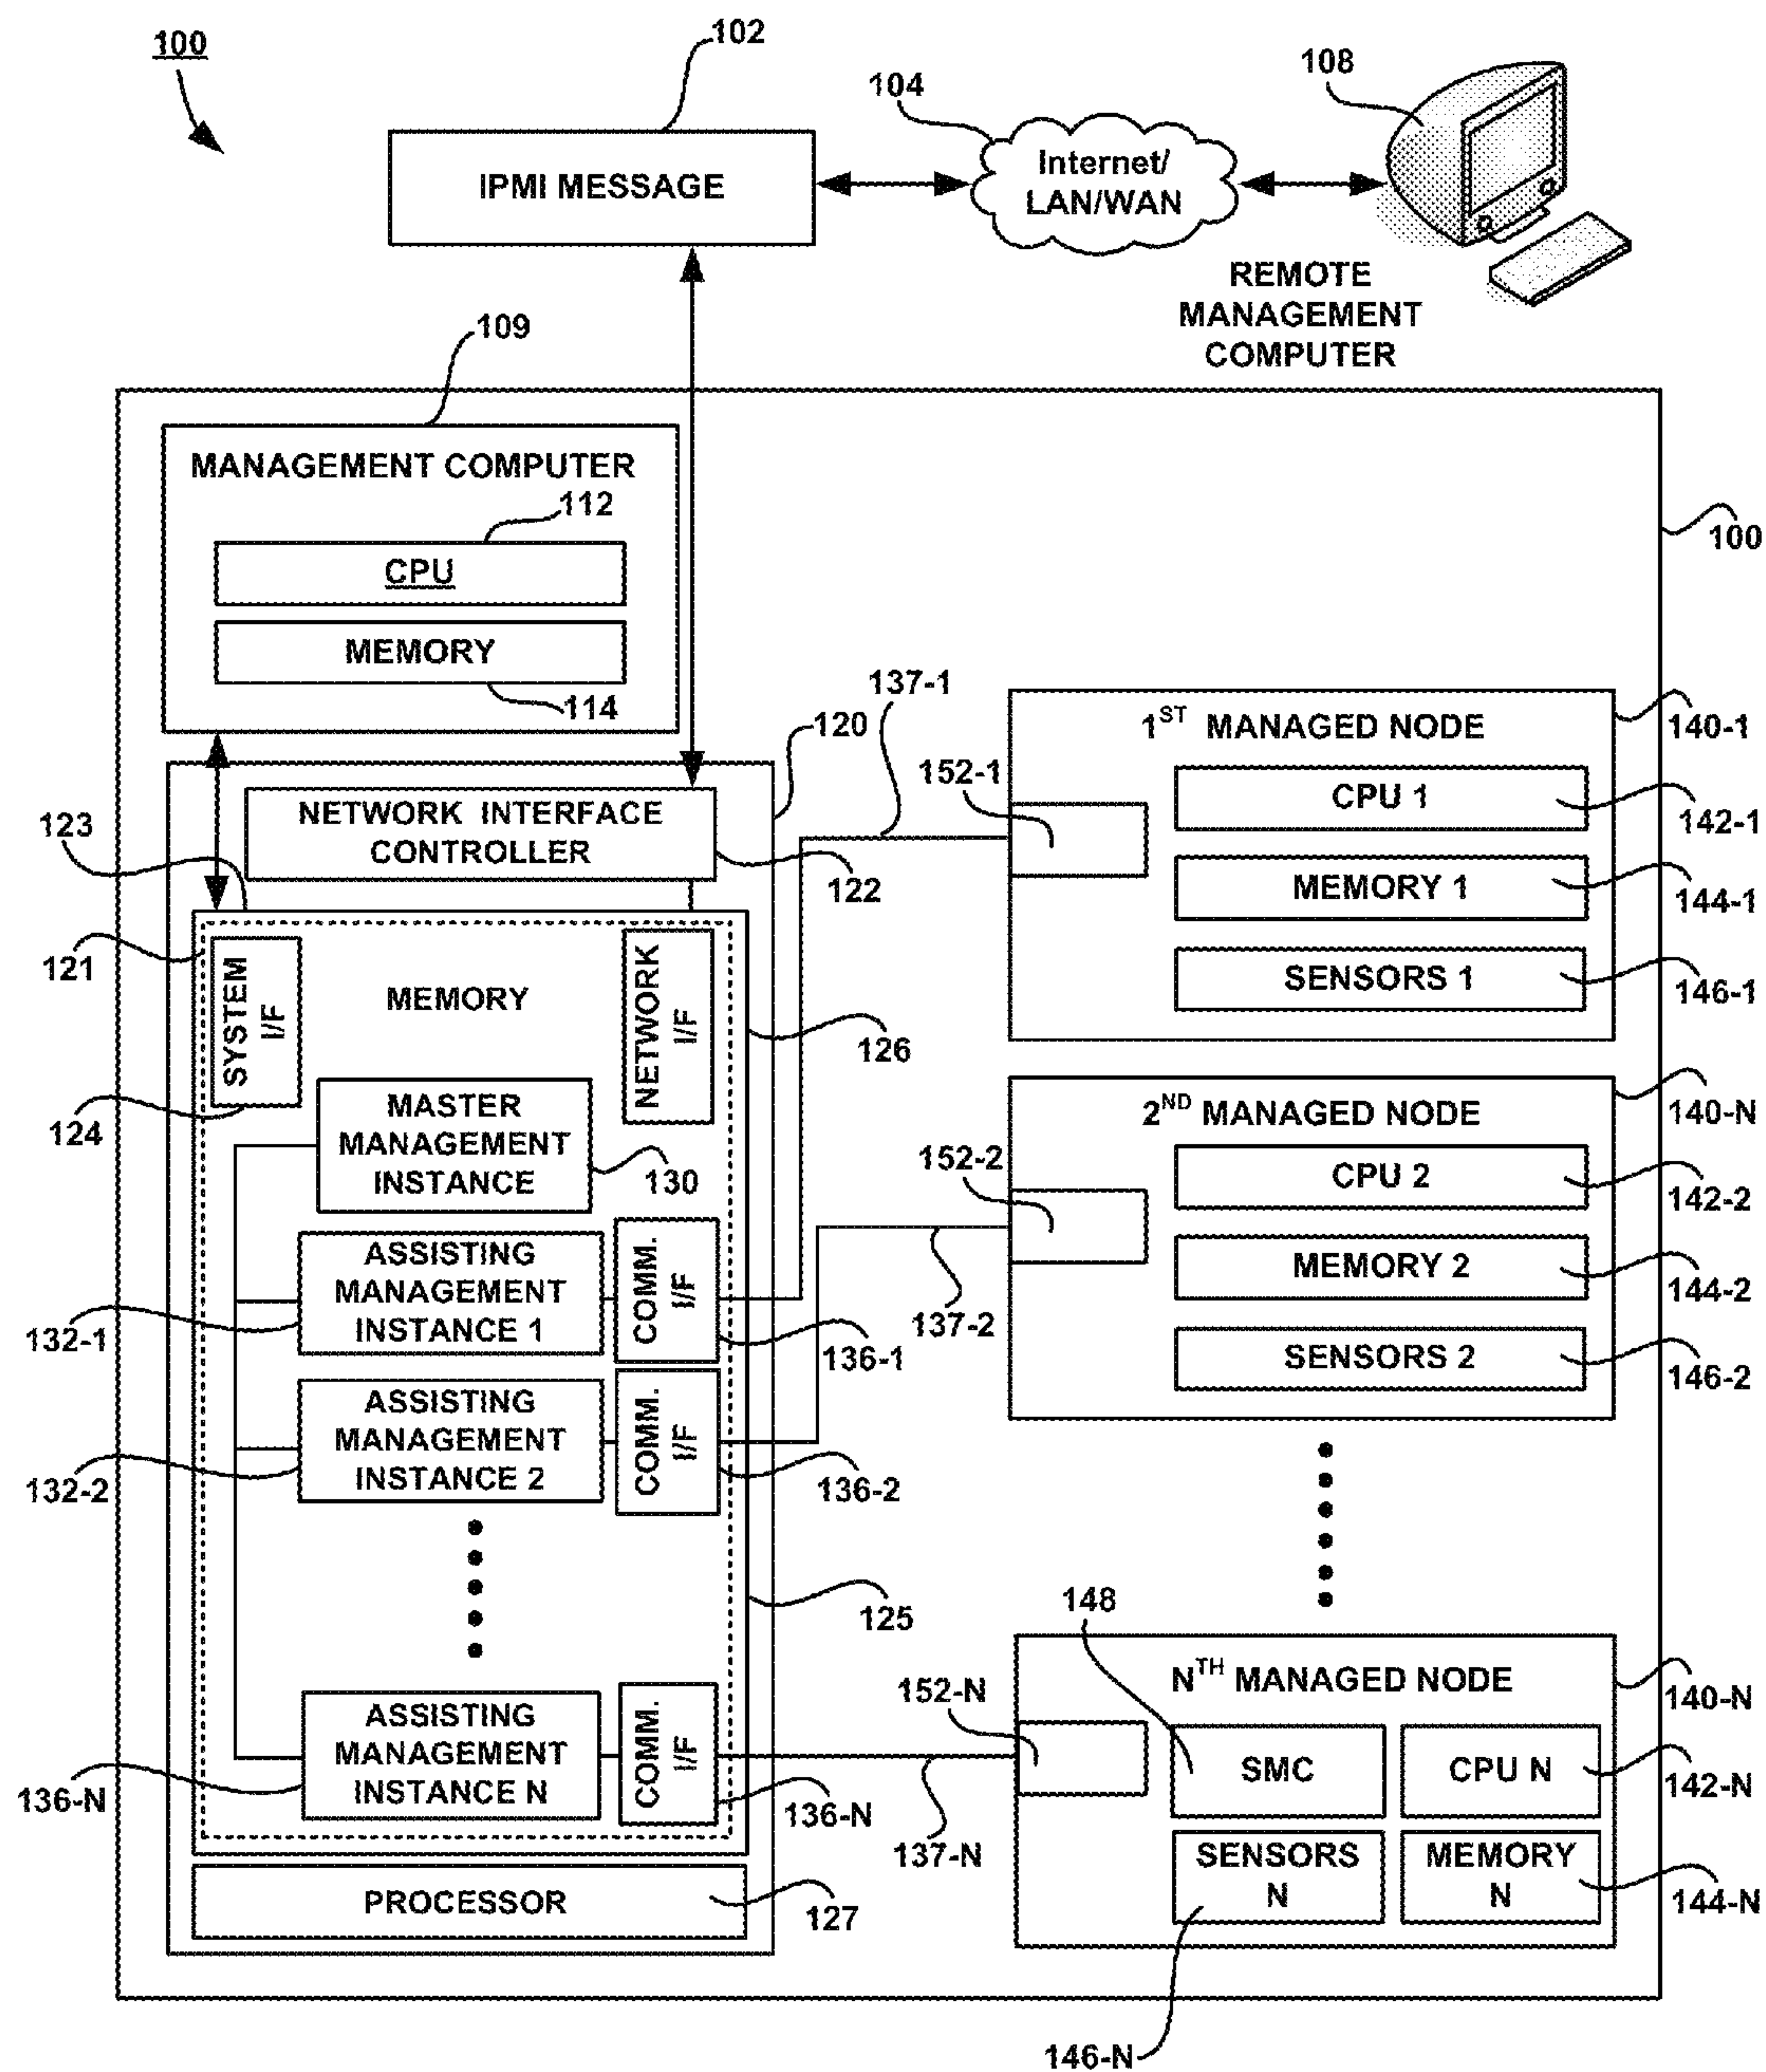 100
102
104
108
IPMI MESSAGE
Internet/
LAN/WAN
REMOTE
MANAGEMENT
COMPUTER
109
MANAGEMENT COMPUTER
112
CPU
MEMORY
114
100
120
NETWORK INTERFACE
CONTROLLER
122
123
121
SYSTEM
I/F
MEMORY
NETWORK
I/F
126
124
MASTER
MANAGEMENT
INSTANCE
130
ASSISTING
MANAGEMENT
INSTANCE 1
COMM.
I/F
132-1
136-1
ASSISTING
MANAGEMENT
INSTANCE 2
COMM.
I/F
132-2
136-2
125
ASSISTING
MANAGEMENT
INSTANCE N
COMM.
I/F
136-N
136-N
PROCESSOR
127
137-1
152-1
1ST MANAGED NODE
140-1
CPU 1
142-1
MEMORY 1
144-1
SENSORS 1
146-1
137-2
152-2
2ND MANAGED NODE
140-N
CPU 2
142-2
MEMORY 2
144-2
SENSORS 2
146-2
148
137-N
152-N
NTH MANAGED NODE
140-N
SMC
CPU N
142-N
SENSORS
N
MEMORY
N
144-N
146-N